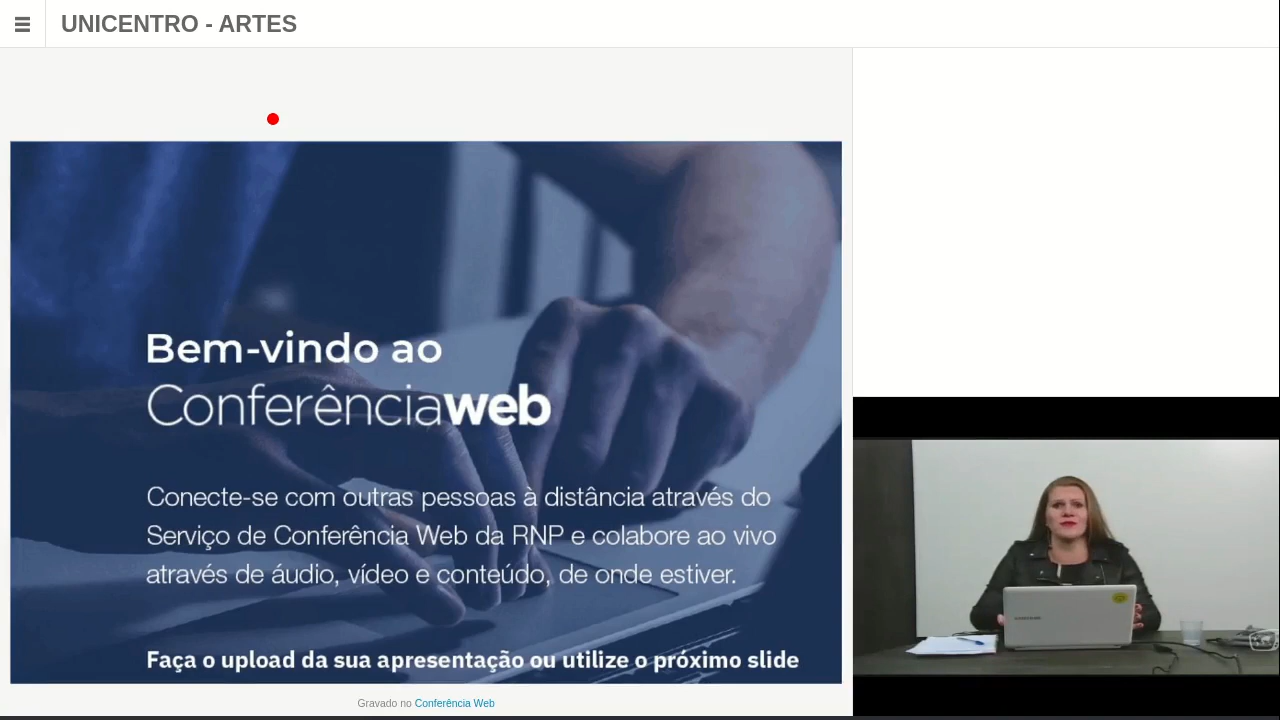 UNICENTRO - ARTES
Bem-vindo ao
Conferênciaweb
Conecte-se com outras pessoas à distância através do
Serviço de Conferência Web da RNP e colabore ao vivo
através de áudio, vídeo e conteúdo, de onde estiver.
Faça o upload da sua apresentação ou utilize o próximo slide
Gravado no Conferência Web